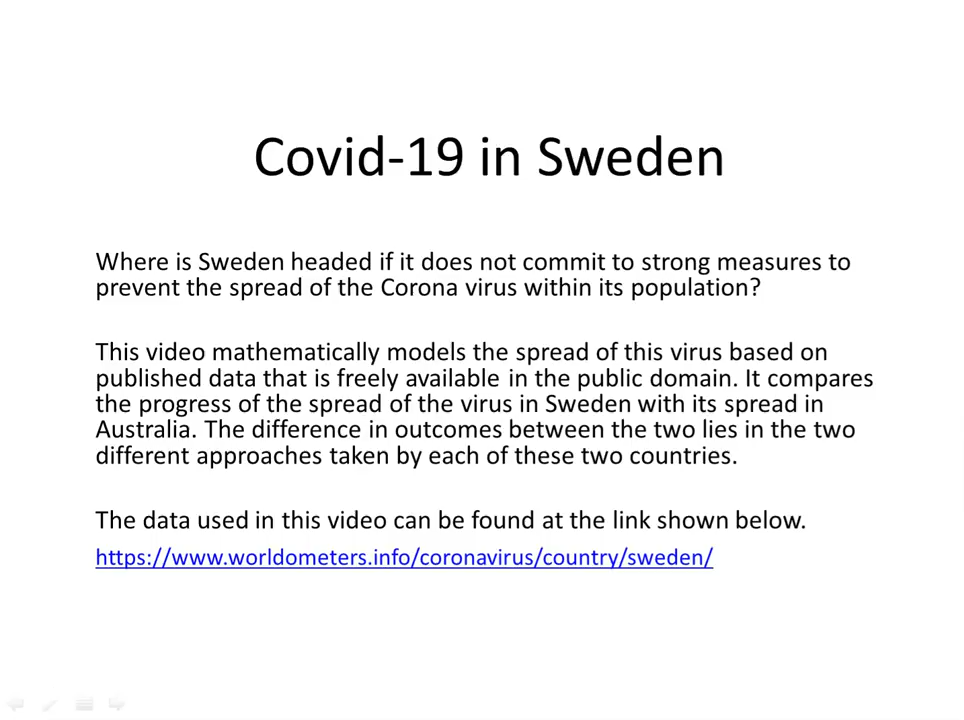 Covid-19 in Sweden
Where is Sweden headed if it does not commit to strong measures to
prevent the spread of the Corona virus within its population?
This video mathematically models the spread of this virus based on
published data that is freely available in the public domain. It compares
the progress of the spread of the virus in Sweden with its spread in
Australia. The difference in outcomes between the two lies in the two
different approaches taken by each of these two countries.
The data used in this video can be found at the link shown below.
https://www.worldometers.info/coronavirus/country/sweden/